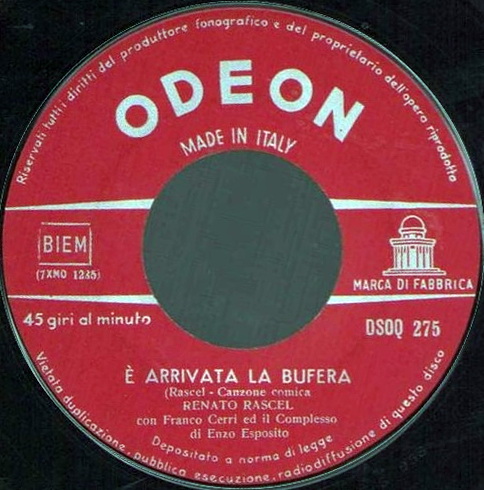 Riservati tutti i diritti del produttore fonografico e del proprietario dell'opera riprodotta
ODEON
MADE IN ITALY
BIEM
(7XMO 1235)
MARCA DI FABBRICA
45 giri al minuto
DSOQ 275
È ARRIVATA LA BUFERA
(Rascel - Canzone comica
RENATO RASCEL
con Franco Cerri ed il Complesso
di Enzo Esposito
Depositato a norma di legge
Vietata duplicazione, pubblica esecuzione, radiodiffusione di questo disco